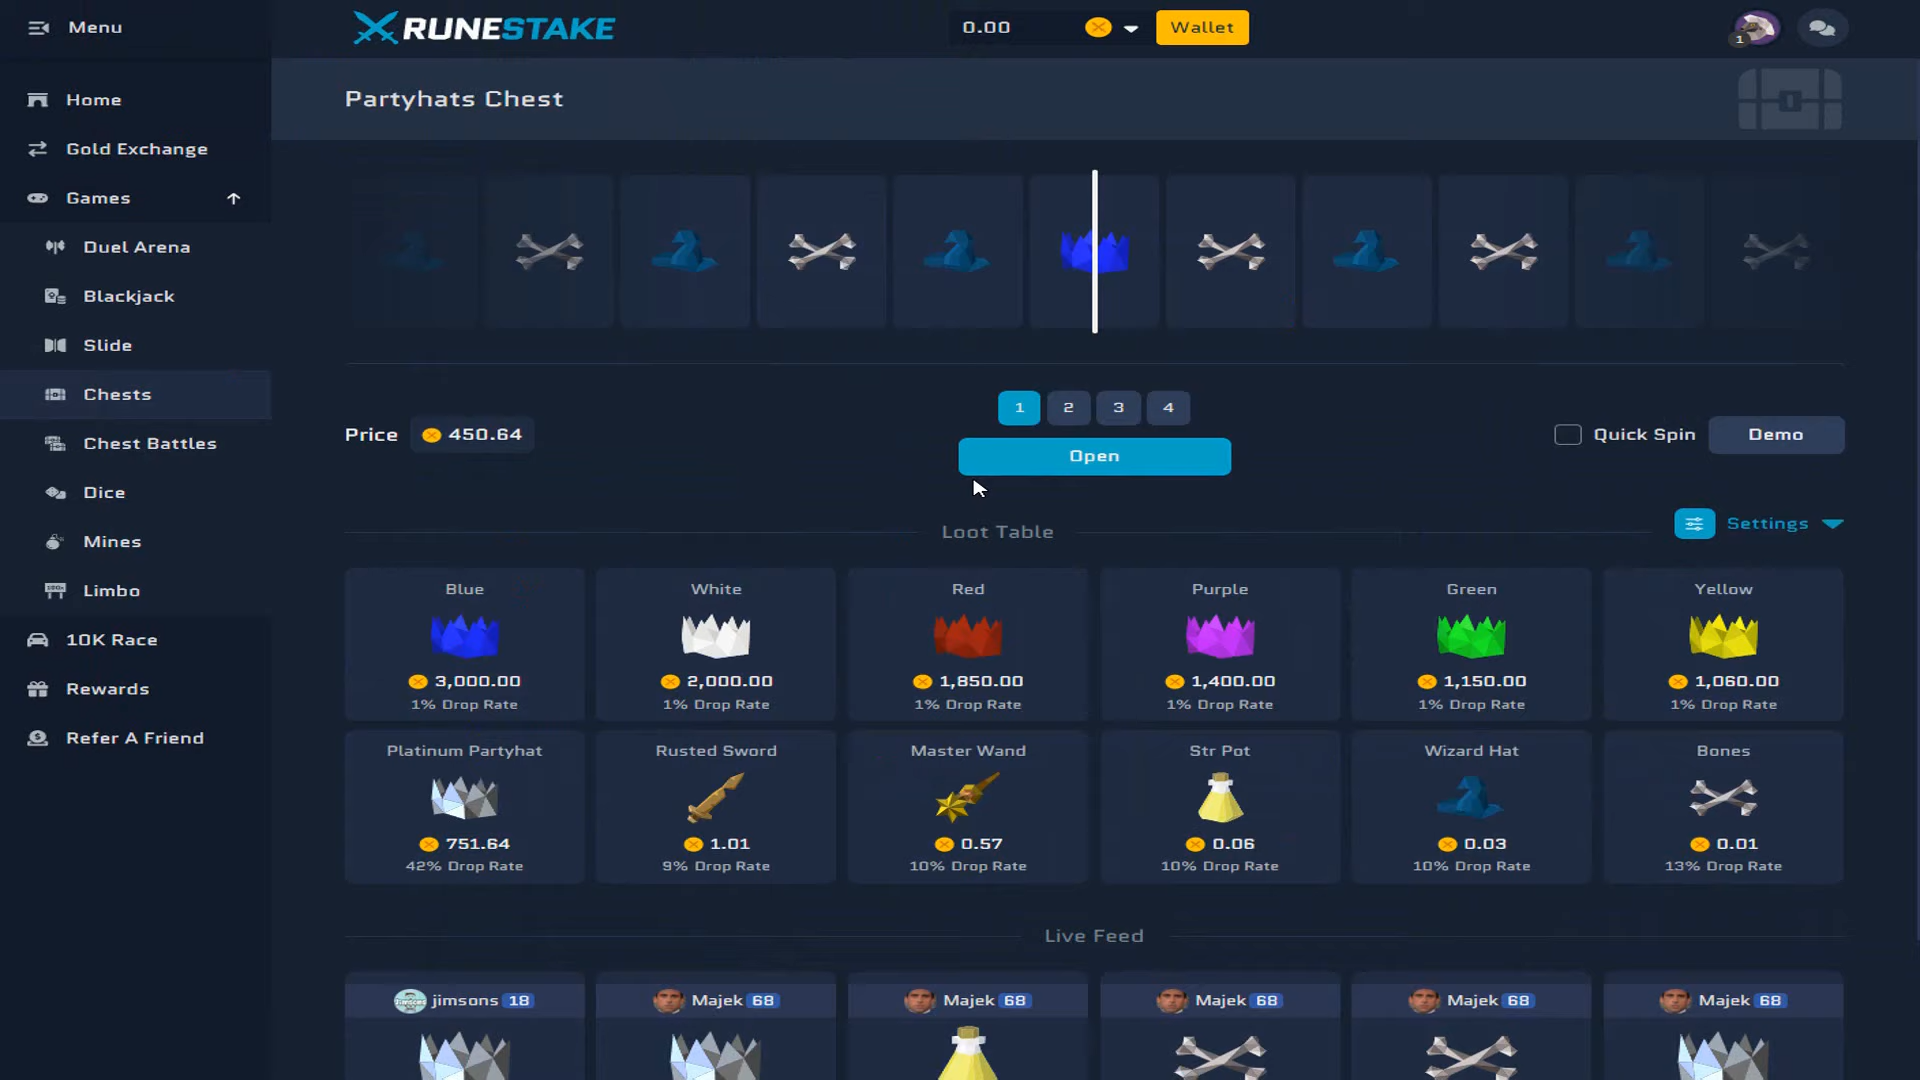 Menu
RUNESTAKE
0.00
Wallet
1
Home
Gold Exchange
Games
Duel Arena
Blackjack
Slide
Chests
Chest Battles
Dice
Mines
Limbo
10K Race
Rewards
Refer A Friend
Partyhats Chest
Price 450.64
1 2 3 4
Open
Quick Spin
Demo
Loot Table
Settings
Blue White Red Purple Green Yellow
3,000.00 2,000.00 1,850.00 1,400.00 1,150.00 1,060.00
1% Drop Rate 1% Drop Rate 1% Drop Rate 1% Drop Rate 1% Drop Rate 1% Drop Rate
Platinum Partyhat Rusted Sword Master Wand Str Pot Wizard Hat Bones
751.64 1.01 0.57 0.06 0.03 0.01
42% Drop Rate 9% Drop Rate 10% Drop Rate 10% Drop Rate 10% Drop Rate 13% Drop Rate
Live Feed
jimsons 18 Majek 68 Majek 68 Majek 68 Majek 68 Majek 68